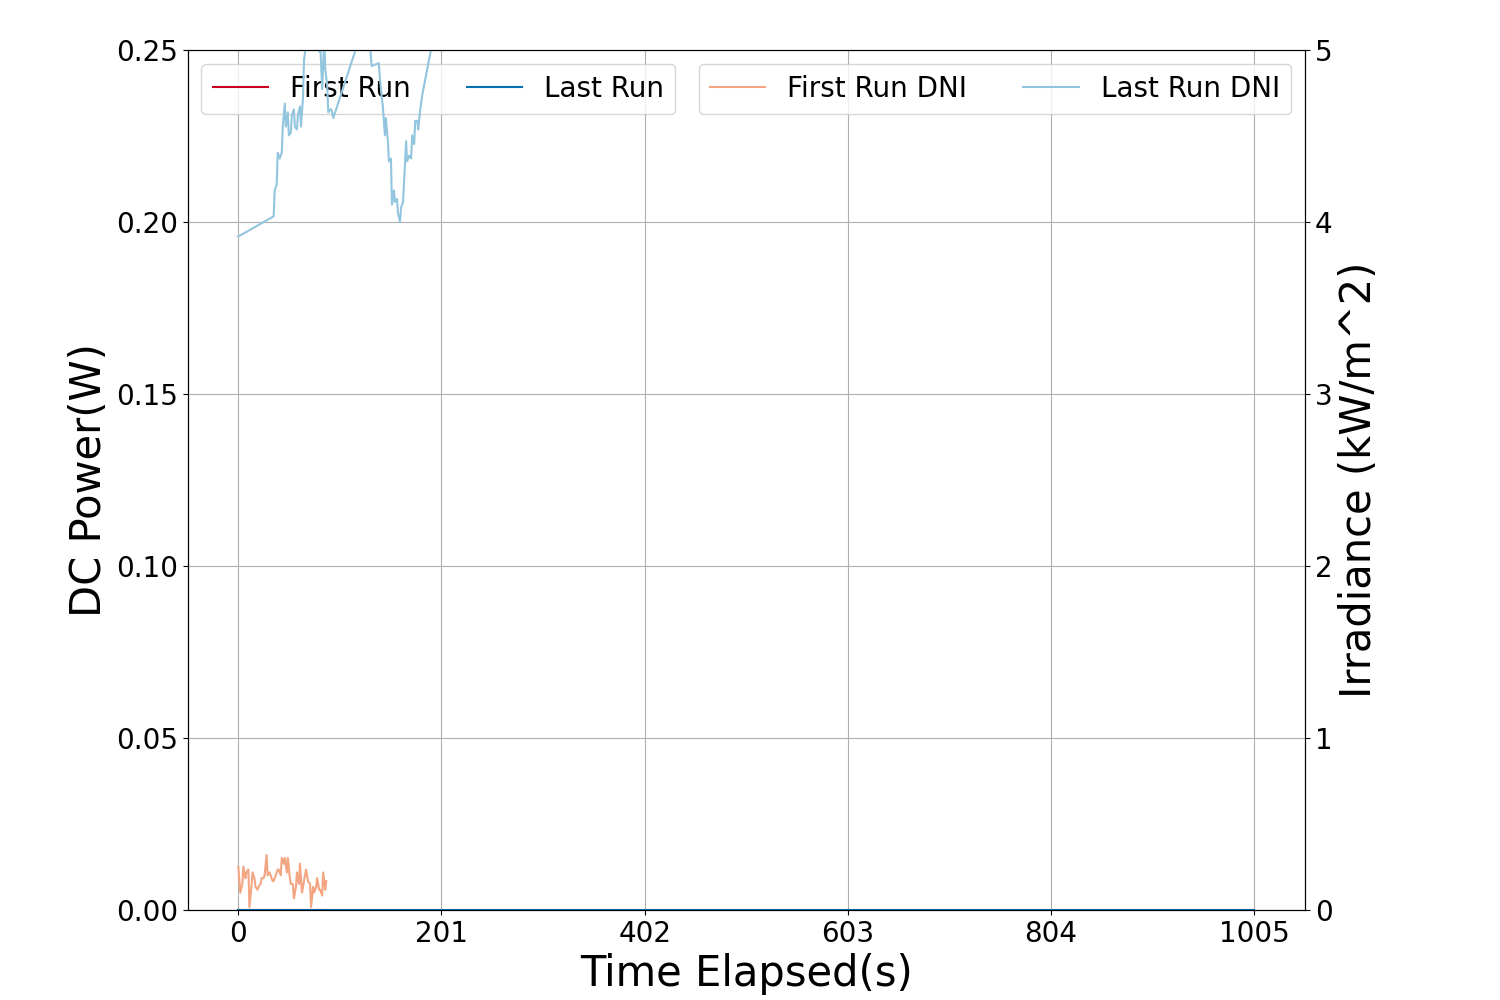 0.25
0.20
0.15
0.10
0.05
0.00
DC Power(W)
First Run
Last Run
First Run DNI
Last Run DNI
5
4
3
2
1
0
Irradiance (kW/m^2)
0
201
402
603
804
1005
Time Elapsed(s)